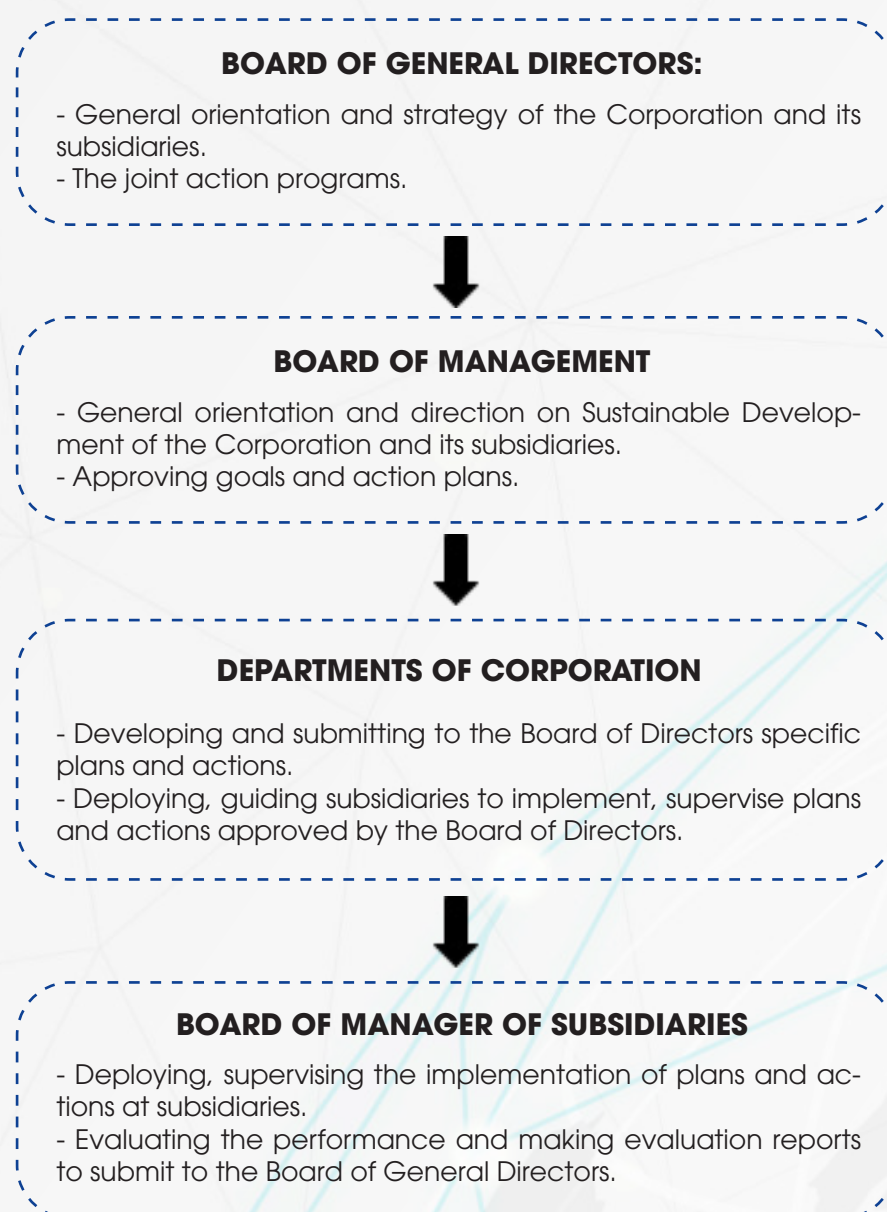 BOARD OF GENERAL DIRECTORS:
- General orientation and strategy of the Corporation and its
subsidiaries.
- The joint action programs.
BOARD OF MANAGEMENT
- General orientation and direction on Sustainable Develop-
ment of the Corporation and its subsidiaries.
- Approving goals and action plans.
DEPARTMENTS OF CORPORATION
- Developing and submitting to the Board of Directors specific
plans and actions.
- Deploying, guiding subsidiaries to implement, supervise plans
and actions approved by the Board of Directors.
BOARD OF MANAGER OF SUBSIDIARIES
- Deploying, supervising the implementation of plans and ac-
tions at subsidiaries.
- Evaluating the performance and making evaluation reports
to submit to the Board of General Directors.